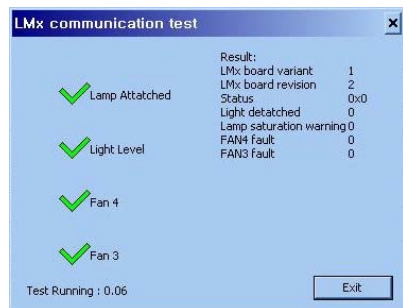 LMx communication test
Lamp Attatched
Light Level
Fan 4
Fan 3
Test Running : 0.06
Result:
LMx board variant 1
LMx board revision 2
Status 0x0
Light detatched 0
Lamp saturation warning 0
FAN4 fault 0
FAN3 fault 0
Exit